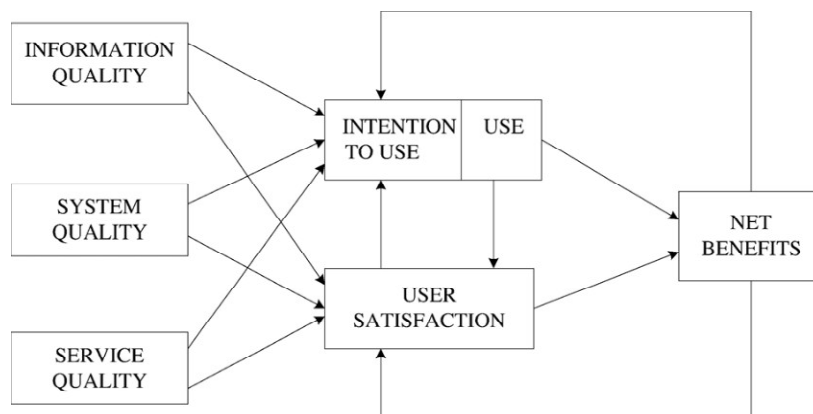 INFORMATION
QUALITY
INTENTION
TO USE
USE
SYSTEM
QUALITY
NET
BENEFITS
USER
SATISFACTION
SERVICE
QUALITY